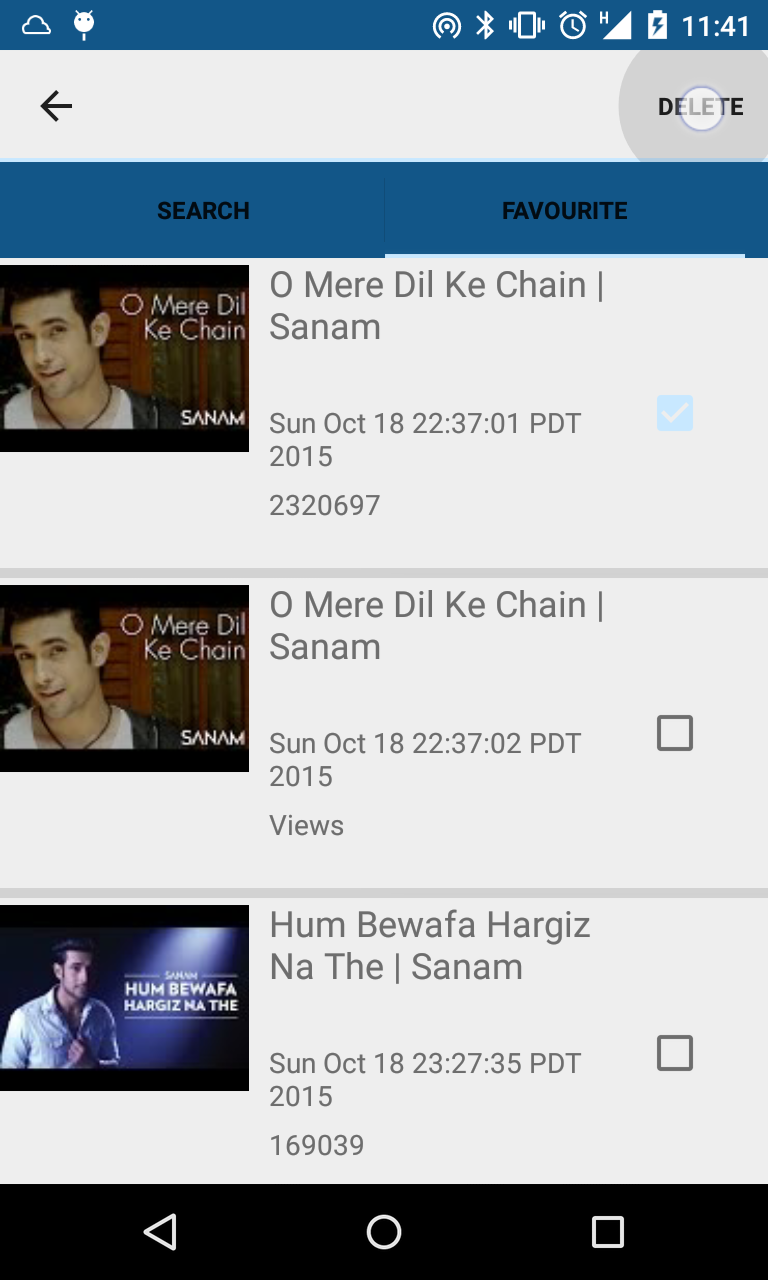 H 11:41
DELETE
SEARCH
FAVOURITE
O Mere Dil
Ke Chain
SANAM
O Mere Dil Ke Chain |
Sanam
Sun Oct 18 22:37:01 PDT
2015
2320697
O Mere Dil
Ke Chain
SANAM
O Mere Dil Ke Chain |
Sanam
Sun Oct 18 22:37:02 PDT
2015
Views
SANAM
HUM BEWAFA
HARGIZ NA THE
Hum Bewafa Hargiz
Na The | Sanam
Sun Oct 18 23:27:35 PDT
2015
169039